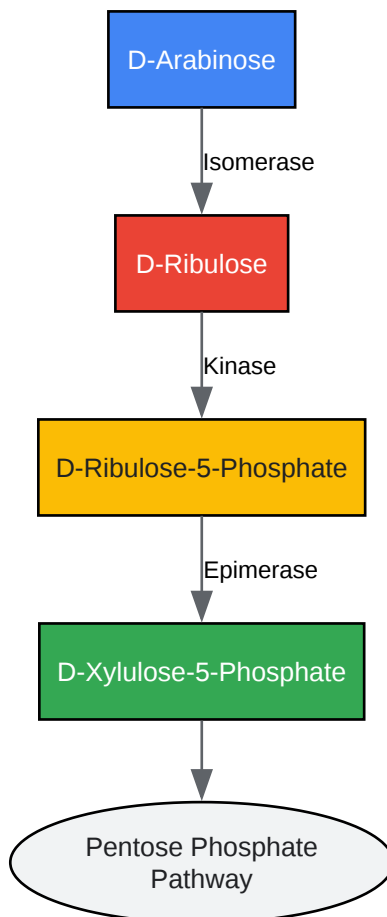 D-Arabinose
Isomerase
D-Ribulose
Kinase
D-Ribulose-5-Phosphate
Epimerase
D-Xylulose-5-Phosphate
Pentose Phosphate
Pathway